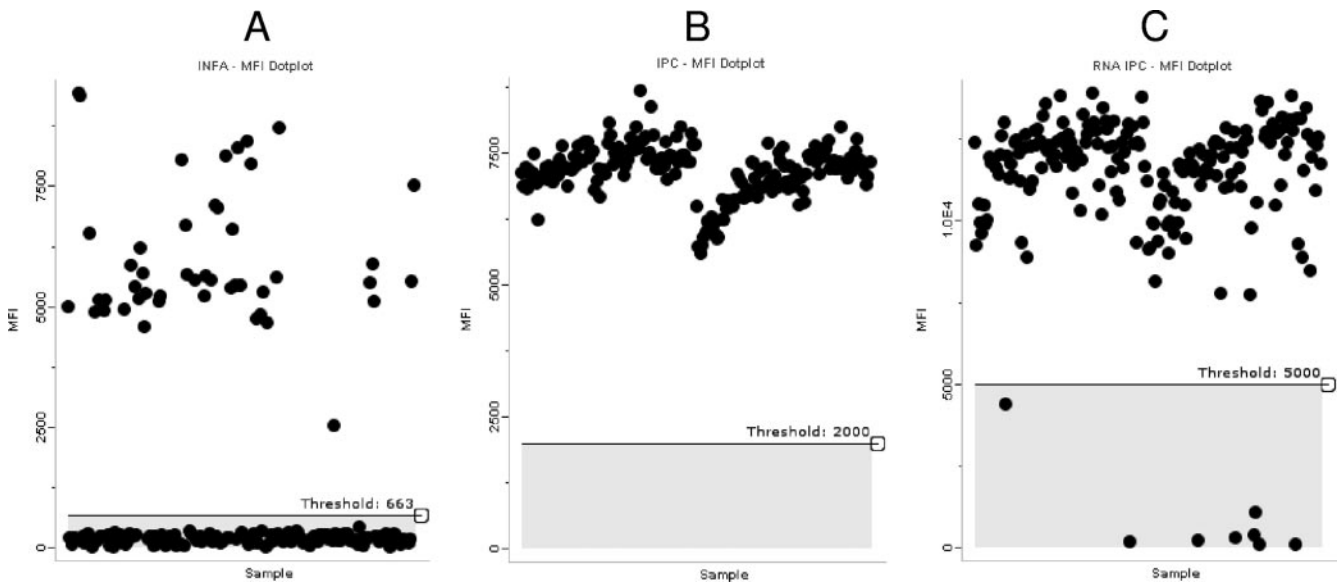 A
INFA - MFI Dotplot
7500
5000
2500
0
MFI
Threshold: 663
Sample
B
IPC - MFI Dotplot
7500
5000
2500
0
MFI
Threshold: 2000
Sample
C
RNA IPC - MFI Dotplot
1.0E4
5000
0
MFI
Threshold: 5000
Sample